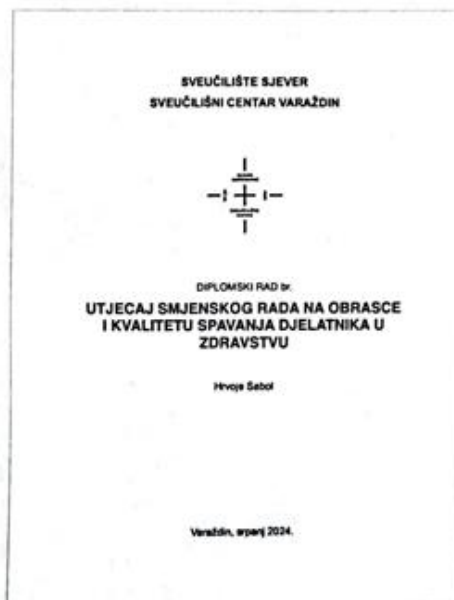 SVEUČILIŠTE SJEVER
SVEUČILIŠNI CENTAR VARAŽDIN
DIPLOMSKI RAD br.
UTJECAJ SMJENSKOG RADA NA OBRASCE
I KVALITETU SPAVANJA DJELATNIKA U
ZDRAVSTVU
Hrvoje Sabol
Varaždin, srpanj 2024.